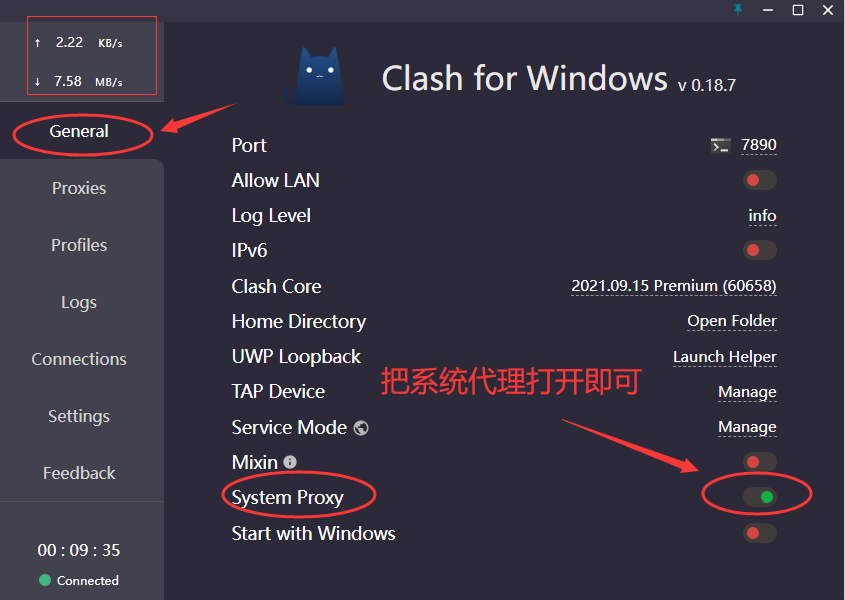 ↑ 2.22 KB/s
↓ 7.58 MB/s
General
Proxies
Profiles
Logs
Connections
Settings
Feedback
00 : 09 : 35
Connected
Clash for Windows v 0.18.7
Port 7890
Allow LAN
Log Level info
IPv6
Clash Core 2021.09.15 Premium (60658)
Home Directory Open Folder
UWP Loopback Launch Helper
把系统代理打开即可
TAP Device Manage
Service Mode Manage
Mixin
System Proxy
Start with Windows